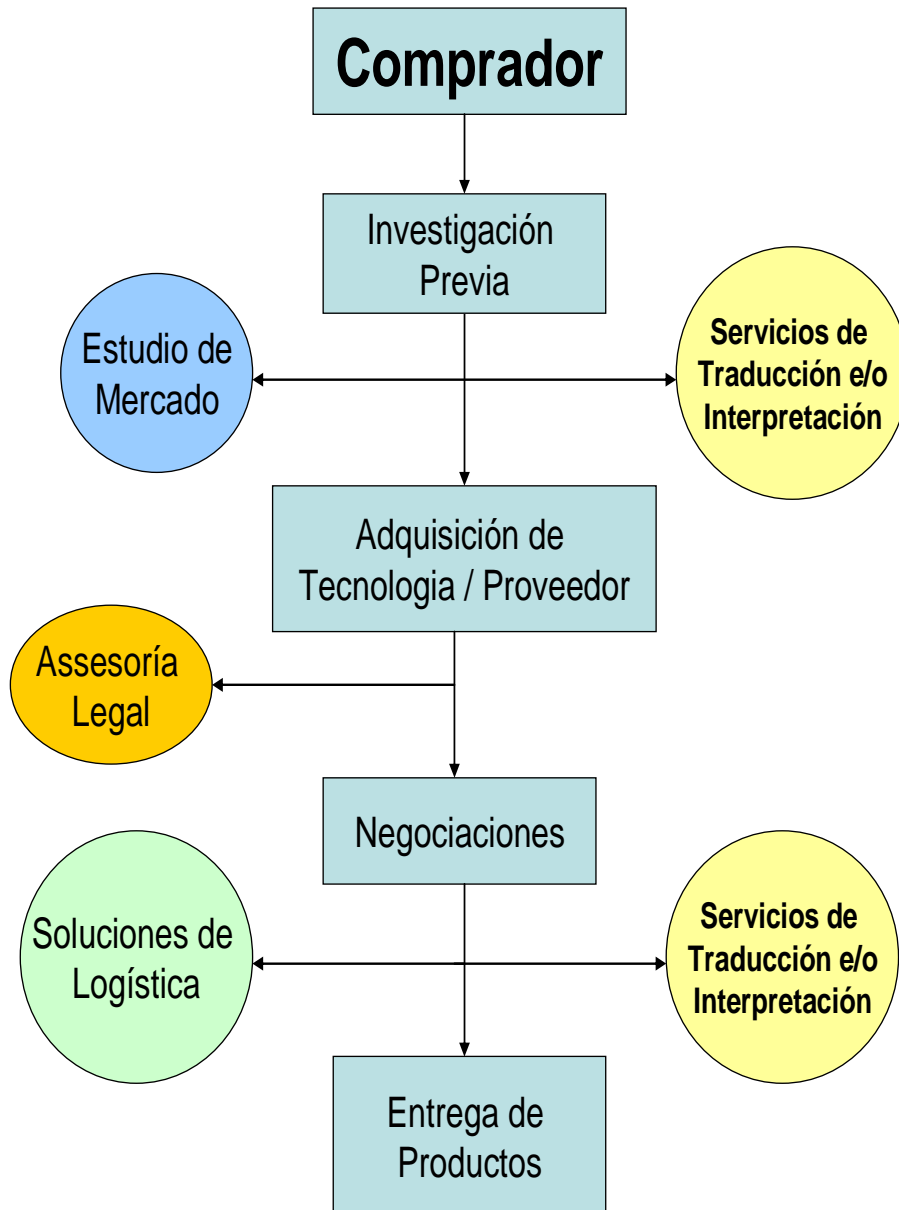 Comprador
Investigación
Previa
Estudio de
Mercado
Servicios de
Traducción e/o
Interpretación
Adquisición de
Tecnologia / Proveedor
Assesoría
Legal
Negociaciones
Soluciones de
Logística
Servicios de
Traducción e/o
Interpretación
Entrega de
Productos